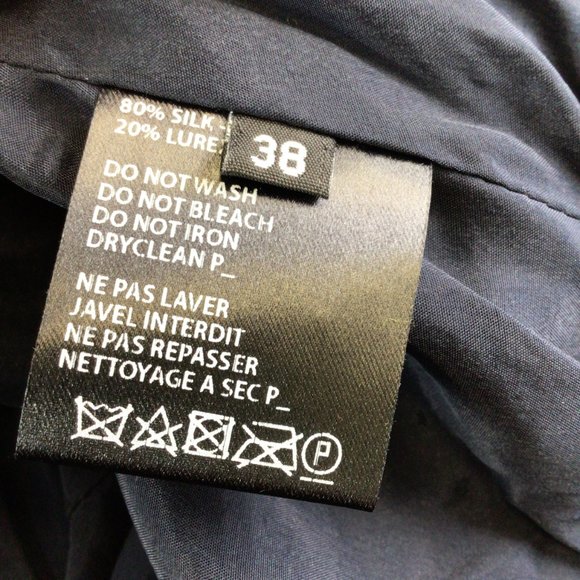 80% SILK -
20% LURE
38
DO NOT WASH
DO NOT BLEACH
DO NOT IRON
DRYCLEAN P_
NE PAS LAVER
JAVEL INTERDIT
NE PAS REPASSER
NETTOYAGE A SEC P_
P